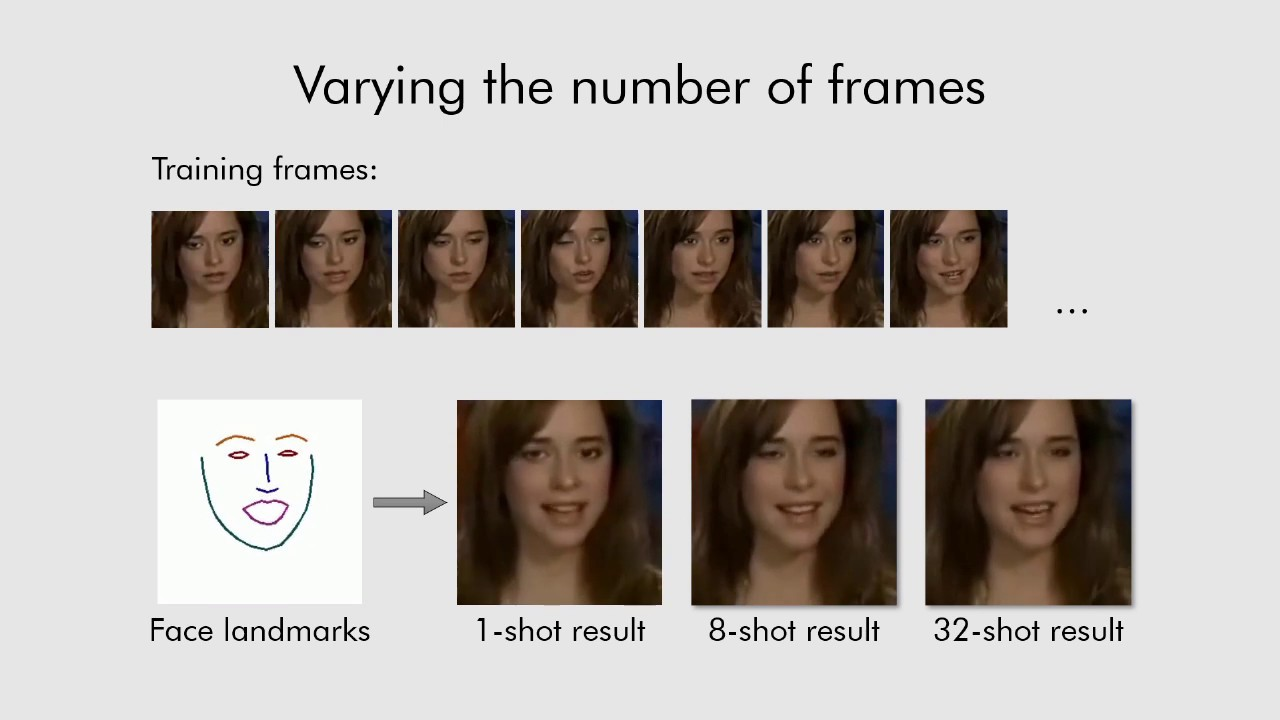 Varying the number of frames
Training frames:
...
Face landmarks
1-shot result
8-shot result
32-shot result